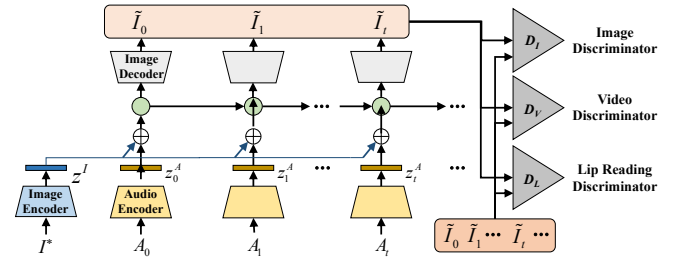 Ĩ₀ Ĩ₁ Ĩₜ
Image
Decoder
... ...
z^I z₀^A z₁^A ... zₜ^A ...
Image
Encoder
Audio
Encoder
I* A₀ A₁ Aₜ
D_I
Image
Discriminator
D_V
Video
Discriminator
D_L
Lip Reading
Discriminator
Ĩ₀ Ĩ₁ ... Ĩₜ ...